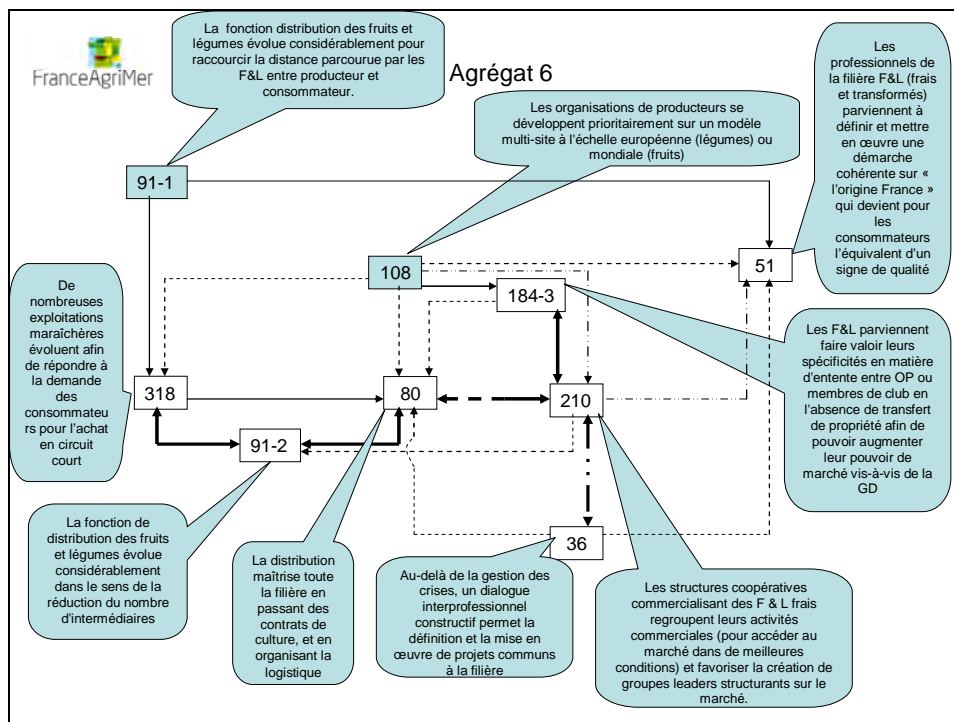 FranceAgriMer
La fonction distribution des fruits et
légumes évolue considérablement pour
raccourcir la distance parcourue par les
F&L entre producteur et
consommateur.
Agrégat 6
Les
professionnels de
la filière F&L (frais
et transformés)
parviennent à
définir et mettre
en œuvre une
démarche
cohérente sur «
l'origine France »
qui devient pour
les
consommateurs
l'équivalent d'un
signe de qualité
Les organisations de producteurs se
développent prioritairement sur un modèle
multi-site à l'échelle européenne (légumes) ou
mondiale (fruits)
91-1
108
51
184-3
De
nombreuses
exploitations
maraîchères
évoluent afin
de répondre à
la demande
des
consommateu
rs pour l'achat
en circuit
court
Les F&L parviennent
faire valoir leurs
spécificités en matière
d'entente entre OP ou
membres de club en
l'absence de transfert
de propriété afin de
pouvoir augmenter
leur pouvoir de
marché vis-à-vis de la
GD
318
80
210
91-2
36
La fonction de
distribution des fruits
et légumes évolue
considérablement
dans le sens de la
réduction du nombre
d'intermédiaires
La distribution
maîtrise toute
la filière en
passant des
contrats de
culture, et en
organisant la
logistique
Au-delà de la gestion des
crises, un dialogue
interprofessionnel
constructif permet la
définition et la mise en
œuvre de projets communs
à la filière
Les structures coopératives
commercialisant des F & L frais
regroupent leurs activités
commerciales (pour accéder au
marché dans de meilleures
conditions) et favoriser la création de
groupes leaders structurants sur le
marché.